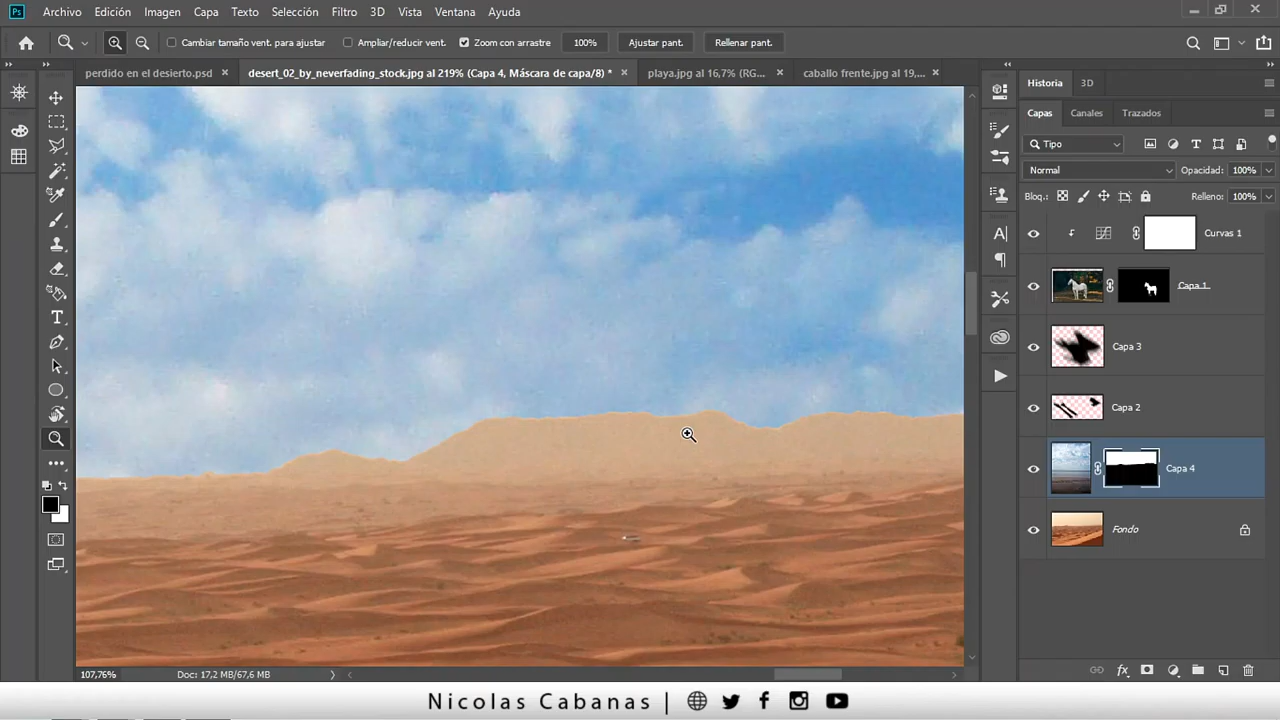 Ps Archivo Edición Imagen Capa Texto Selección Filtro 3D Vista Ventana Ayuda
Cambiar tamaño vent. para ajustar Ampliar/reducir vent. Zoom con arrastre 100% Ajustar pant. Rellenar pant.
perdido en el desierto.psd desert_02_by_neverfading_stock.jpg al 219% (Capa 4, Máscara de capa/8) * playa.jpg al 16,7% (RG... caballo frente.jpg al 19,...
Historia 3D
Capas Canales Trazados
Tipo
Normal Opacidad: 100%
Bloq.: Relleno: 100%
Curvas 1
Capa 1
Capa 3
Capa 2
Capa 4
Fondo
107,76% Doc: 17,2 MB/67,6 MB
Nicolas Cabanas |